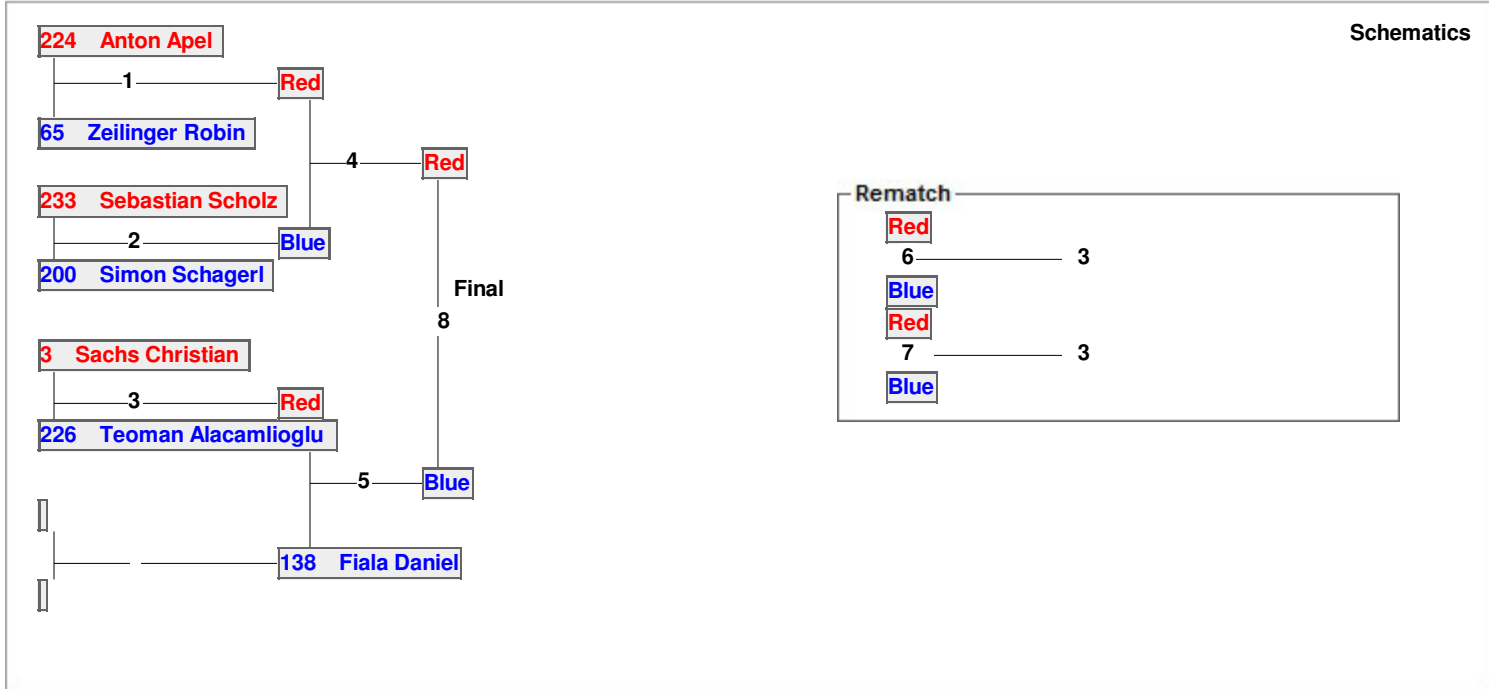 Schematics
224 Anton Apel
1 Red
65 Zeilinger Robin
4 Red
233 Sebastian Scholz
2 Blue
200 Simon Schagerl
Final
8
3 Sachs Christian
3 Red
226 Teoman Alacamlioglu
5 Blue
138 Fiala Daniel
Rematch
Red
6 3
Blue
Red
7 3
Blue